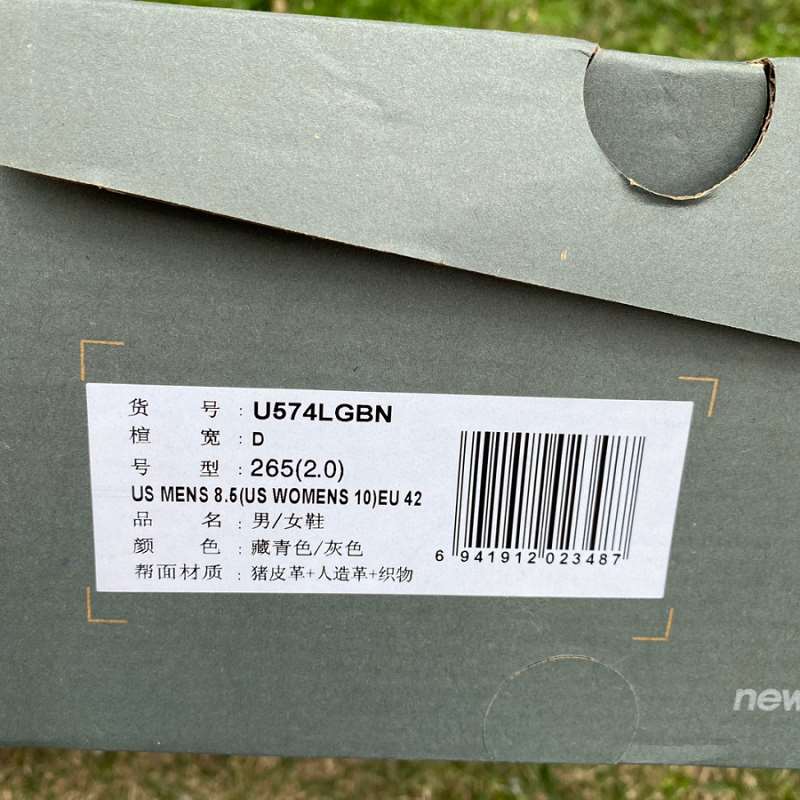 货 号 : U574LGBN
楦 宽 : D
号 型 : 265(2.0)
US MENS 8.5(US WOMENS 10)EU 42
品 名 : 男/女鞋
颜 色 : 藏青色/灰色
帮面材质 : 猪皮革+人造革+织物
6 941912 023487
new